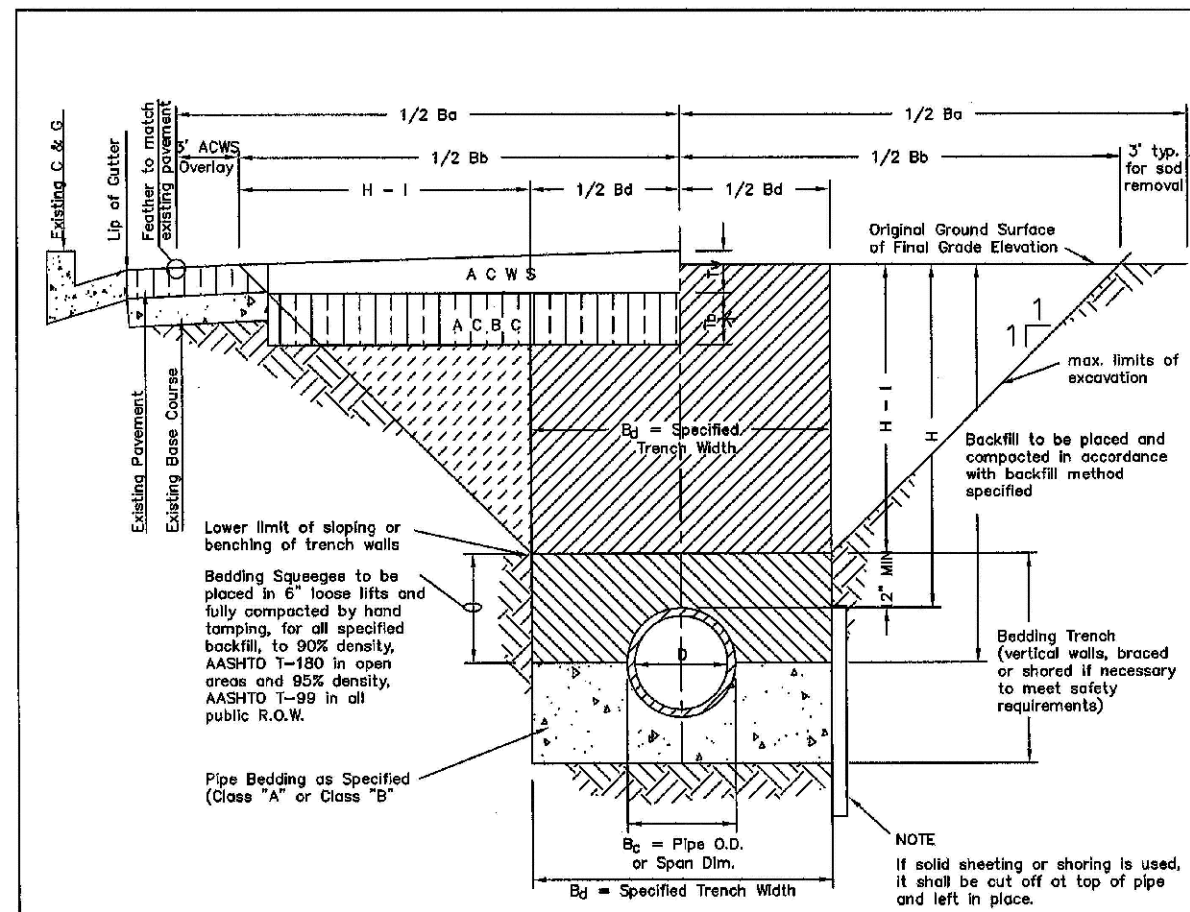 1/2 Ba
1/2 Ba
Existing C & G
Lip of Gutter
Feather to match
existing pavement
3' ACWS
Overlay
1/2 Bb
1/2 Bb
3' typ.
for sod
removal
H - I
1/2 Bd
1/2 Bd
Original Ground Surface
of Final Grade Elevation
A C W S
A C B C
1
1
max. limits of
excavation
H - I
H
Bd = Specified
Trench Width
Backfill to be placed and
compacted in accordance
with backfill method
specified
Existing Pavement
Existing Base Course
Lower limit of sloping or
benching of trench walls
12" MIN
Bedding Squeegee to be
placed in 6" loose lifts and
fully compacted by hand
tamping, for all specified
backfill, to 90% density,
AASHTO T-180 in open
areas and 95% density,
AASHTO T-99 in all
public R.O.W.
D
Bedding Trench
(vertical walls, braced
or shored if necessary
to meet safety
requirements)
Pipe Bedding as Specified
(Class "A" or Class "B"
Bc = Pipe O.D.
or Span Dim.
Bd = Specified Trench Width
NOTE
If solid sheeting or shoring is used,
it shall be cut off at top of pipe
and left in place.